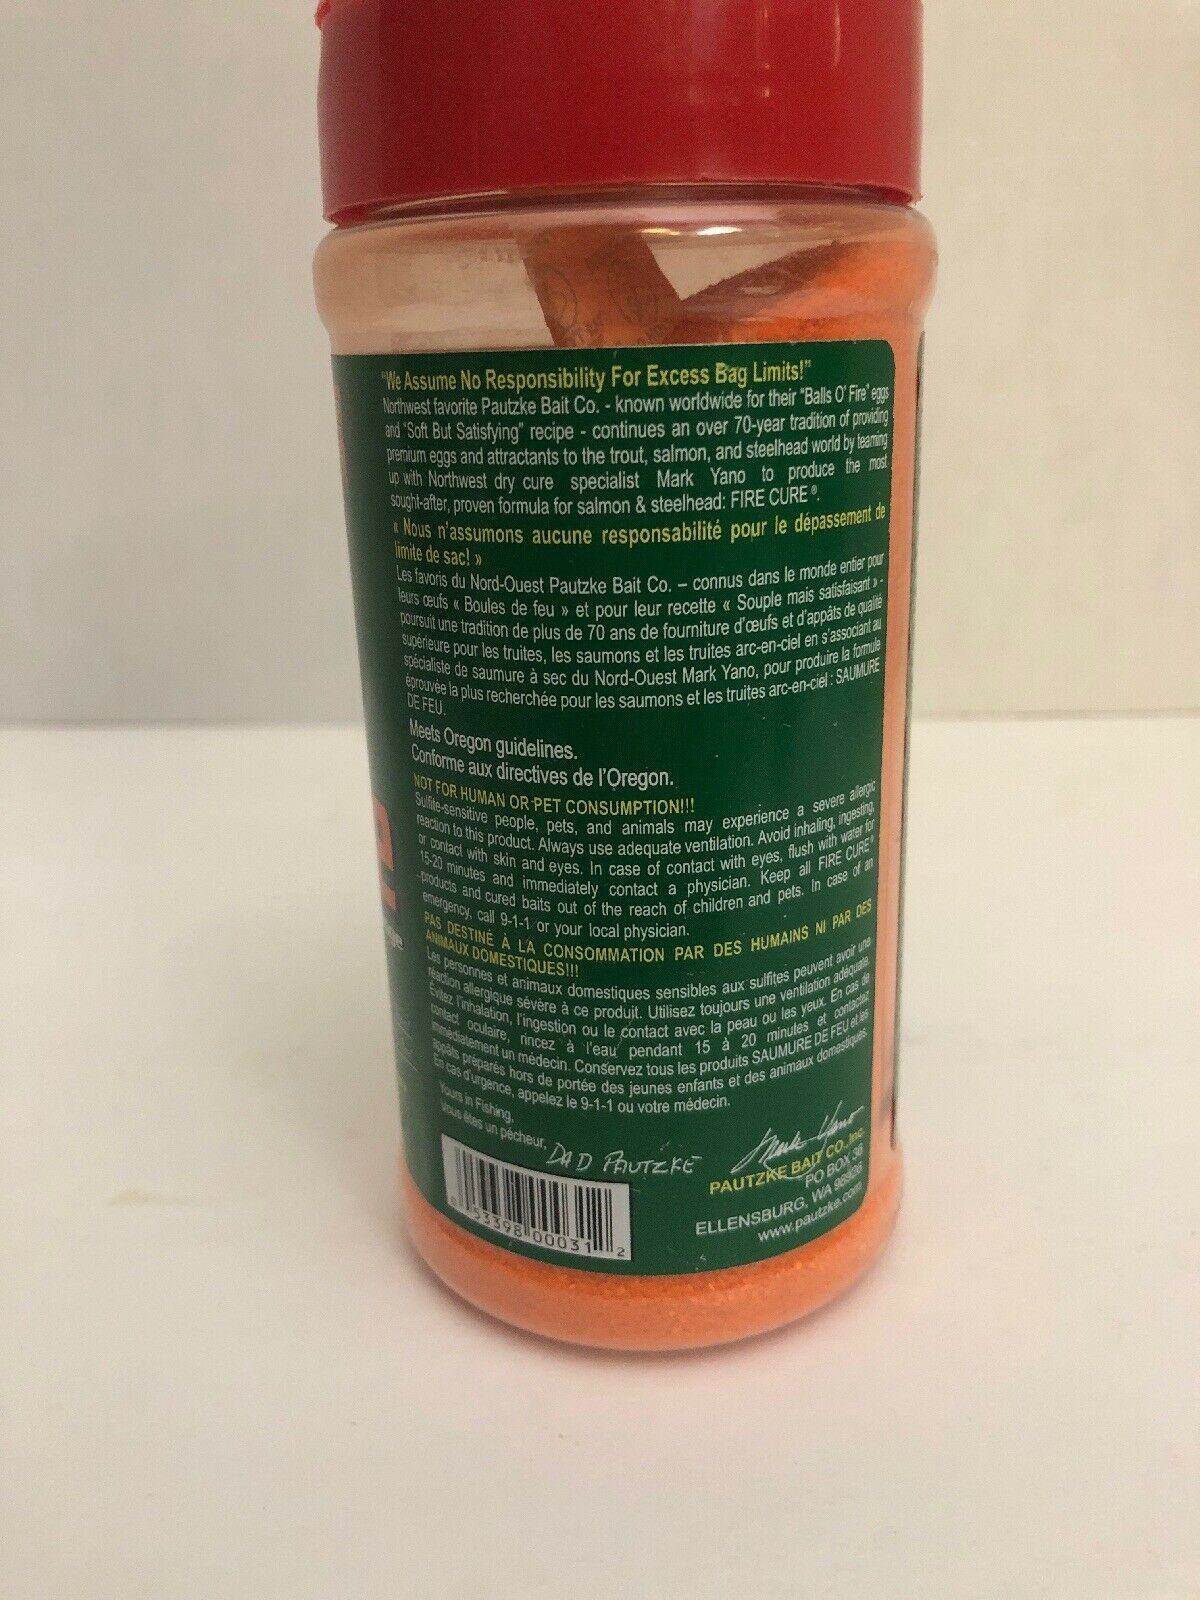 "We Assume No Responsibility For Excess Bag Limits!"
Northwest favorite Pautzke Bait Co. - known worldwide for their "Balls O' Fire" eggs
and "Soft But Satisfying" recipe - continues an over 70-year tradition of providing
premium eggs and attractants to the trout, salmon, and steelhead world by teaming
up with Northwest dry cure specialist Mark Yano to produce the most
sought-after, proven formula for salmon & steelhead: FIRE CURE®.
« Nous n'assumons aucune responsabilité pour le dépassement de
limite de sac! »
Les favoris du Nord-Ouest Pautzke Bait Co. – connus dans le monde entier pour
leurs œufs « Boules de feu » et pour leur recette « Souple mais satisfaisant » -
poursuit une tradition de plus de 70 ans de fourniture d'œufs et d'appâts de qualité
supérieure pour les truites, les saumons et les truites arc-en-ciel en s'associant au
spécialiste de saumure à sec du Nord-Ouest Mark Yano, pour produire la formule
éprouvée la plus recherchée pour les saumons et les truites arc-en-ciel : SAUMURE
DE FEU.
Meets Oregon guidelines.
Conforme aux directives de l'Oregon.
NOT FOR HUMAN OR PET CONSUMPTION!!!
Sulfite-sensitive people, pets, and animals may experience a severe allergic
reaction to this product. Always use adequate ventilation. Avoid inhaling, ingesting,
or contact with skin and eyes. In case of contact with eyes, flush with water for
15-20 minutes and immediately contact a physician. Keep all FIRE CURE®
products and cured baits out of the reach of children and pets. In case of an
emergency, call 9-1-1 or your local physician.
PAS DESTINÉ À LA CONSOMMATION PAR DES HUMAINS NI PAR DES
ANIMAUX DOMESTIQUES!!!
Les personnes et animaux domestiques sensibles aux sulfites peuvent avoir une
réaction allergique sévère à ce produit. Utilisez toujours une ventilation adéquate.
Évitez l'inhalation, l'ingestion ou le contact avec la peau ou les yeux. En cas de
contact oculaire, rincez à l'eau pendant 15 à 20 minutes et contactez
immédiatement un médecin. Conservez tous les produits SAUMURE DE FEU et les
appâts préparés hors de portée des jeunes enfants et des animaux domestiques.
En cas d'urgence, appelez le 9-1-1 ou votre médecin.
Yours in Fishing,
Vous êtes un pécheur,
DAD PAUTZKE
Mark Yano
PAUTZKE BAIT CO., Inc.
PO BOX 36
ELLENSBURG, WA 98926
www.pautzke.com
53398 00031 2